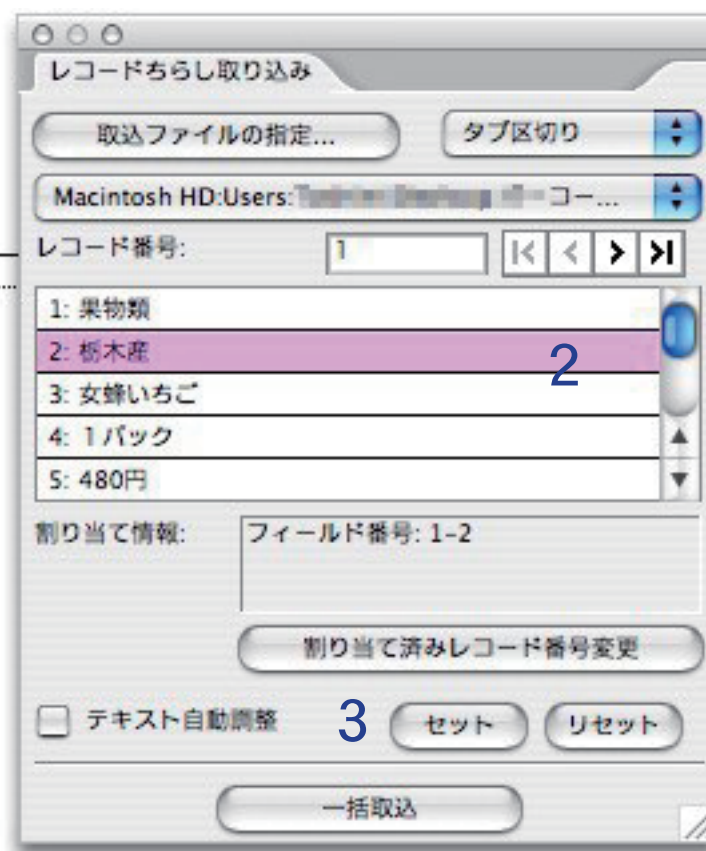 レコードちらし取り込み
取込ファイルの指定... タブ区切り
Macintosh HD:Users: コー...
レコード番号: 1
1: 果物類
2: 栃木産 2
3: 女蜂いちご
4: 1パック
5: 480円
割り当て情報: フィールド番号: 1-2
割り当て済みレコード番号変更
テキスト自動調整 3 セット リセット
一括取込